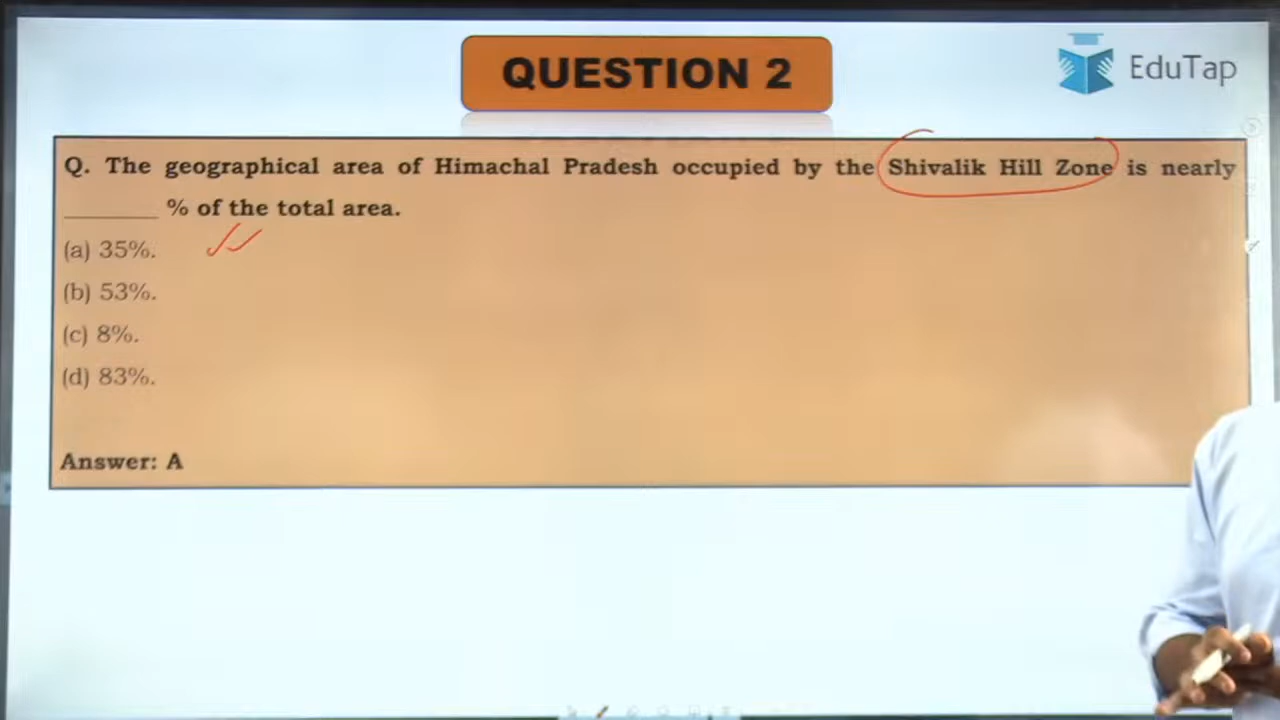 QUESTION 2
EduTap
Q. The geographical area of Himachal Pradesh occupied by the Shivalik Hill Zone is nearly
________ % of the total area.
(a) 35%.
(b) 53%.
(c) 8%.
(d) 83%.
Answer: A